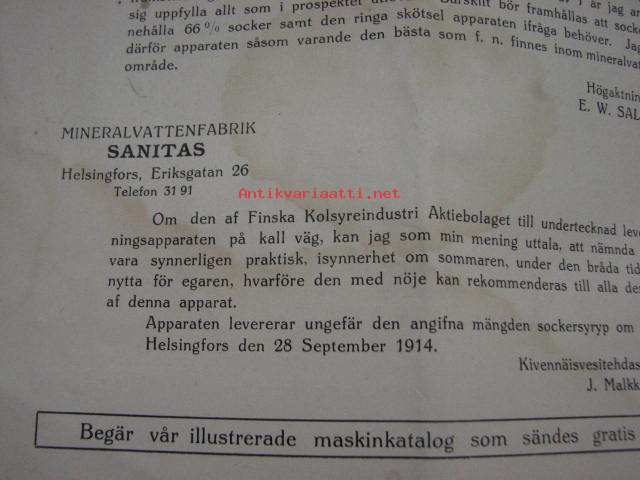 sig uppfylla allt som i prospektet
nehålla 66 % socker samt den ringa skötsel apparaten ifråga behöver.
därför apparaten såsom varande den bästa som f. n. finnes inom
område.
Högaktnin
E. W. SAL
MINERALVATTENFABRIK
SANITAS
Helsingfors, Eriksgatan 26
Telefon 31 91
Antikvariaatti.net
Om den af Finska Kolsyreindustri Aktiebolaget till undertecknad leve
ningsapparaten på kall väg, kan jag som min mening uttala, att nämnda
vara synnerligen praktisk, isynnerhet om sommaren, under den bråda tid
nytta för egaren, hvarföre den med nöje kan rekommenderas till alla de
af denna apparat.
Apparaten levererar ungefär den angifna mängden sockersyryp om
Helsingfors den 28 September 1914.
Kivennäisvesitehdas
J. Malkk
Begär vår illustrerade maskinkatalog som sändes gratis